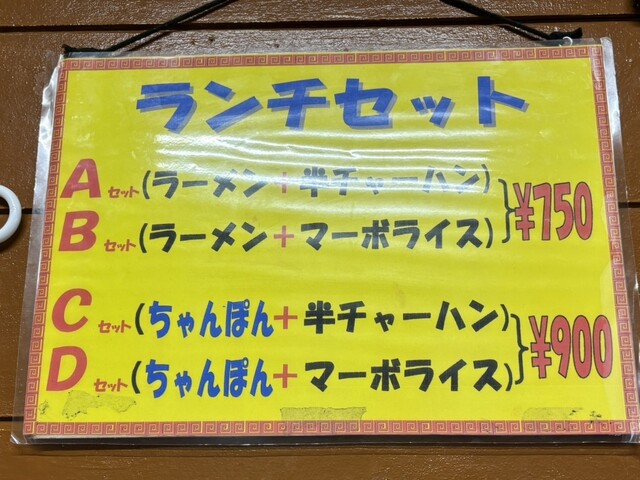 ランチセット
Aセット(ラーメン+半チャーハン)
Bセット(ラーメン+マーボライス)
¥750
Cセット(ちゃんぽん+半チャーハン)
Dセット(ちゃんぽん+マーボライス)
¥900